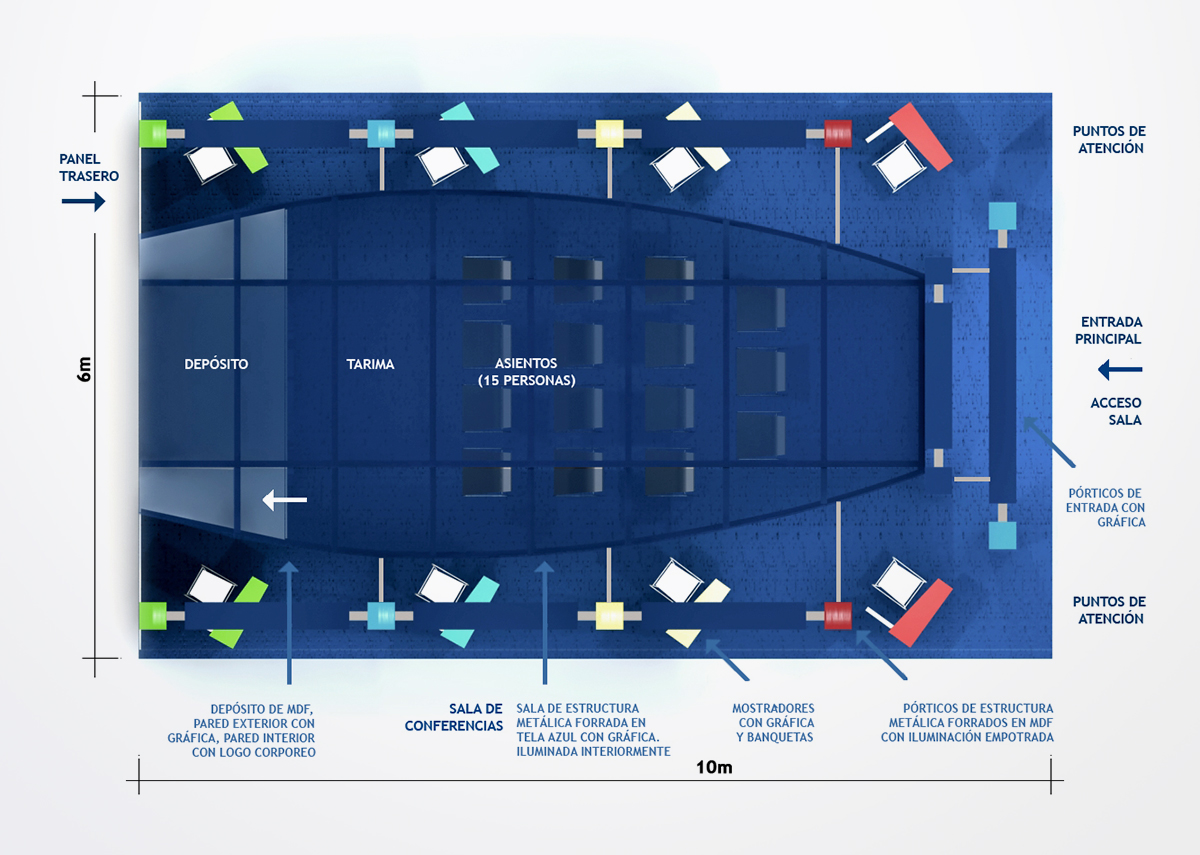 PUNTOS DE
ATENCIÓN
PANEL
TRASERO
ENTRADA
PRINCIPAL
6m
DEPÓSITO
TARIMA
ASIENTOS
(15 PERSONAS)
ACCESO
SALA
PÓRTICOS DE
ENTRADA CON
GRÁFICA
PUNTOS DE
ATENCIÓN
DEPÓSITO DE MDF,
PARED EXTERIOR CON
GRÁFICA, PARED INTERIOR
CON LOGO CORPOREO
SALA DE
CONFERENCIAS
SALA DE ESTRUCTURA
METÁLICA FORRADA EN
TELA AZUL CON GRÁFICA.
ILUMINADA INTERIORMENTE
MOSTRADORES
CON GRÁFICA
Y BANQUETAS
PÓRTICOS DE ESTRUCTURA
METÁLICA FORRADOS EN MDF
CON ILUMINACIÓN EMPOTRADA
10m